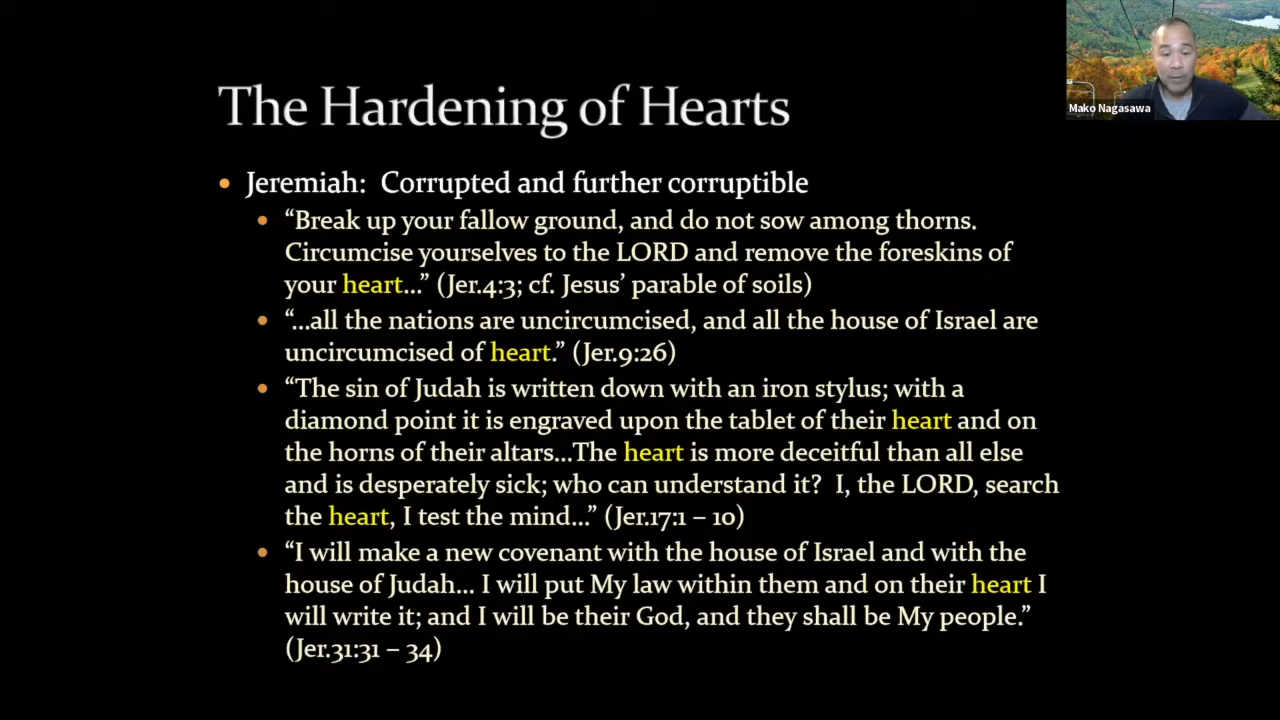 The Hardening of Hearts
Mako Nagasawa
• Jeremiah:  Corrupted and further corruptible
• “Break up your fallow ground, and do not sow among thorns.
Circumcise yourselves to the LORD and remove the foreskins of
your heart…” (Jer.4:3; cf. Jesus’ parable of soils)
• “…all the nations are uncircumcised, and all the house of Israel are
uncircumcised of heart.” (Jer.9:26)
• “The sin of Judah is written down with an iron stylus; with a
diamond point it is engraved upon the tablet of their heart and on
the horns of their altars…The heart is more deceitful than all else
and is desperately sick; who can understand it?  I, the LORD, search
the heart, I test the mind…” (Jer.17:1 – 10)
• “I will make a new covenant with the house of Israel and with the
house of Judah… I will put My law within them and on their heart I
will write it; and I will be their God, and they shall be My people.”
(Jer.31:31 – 34)